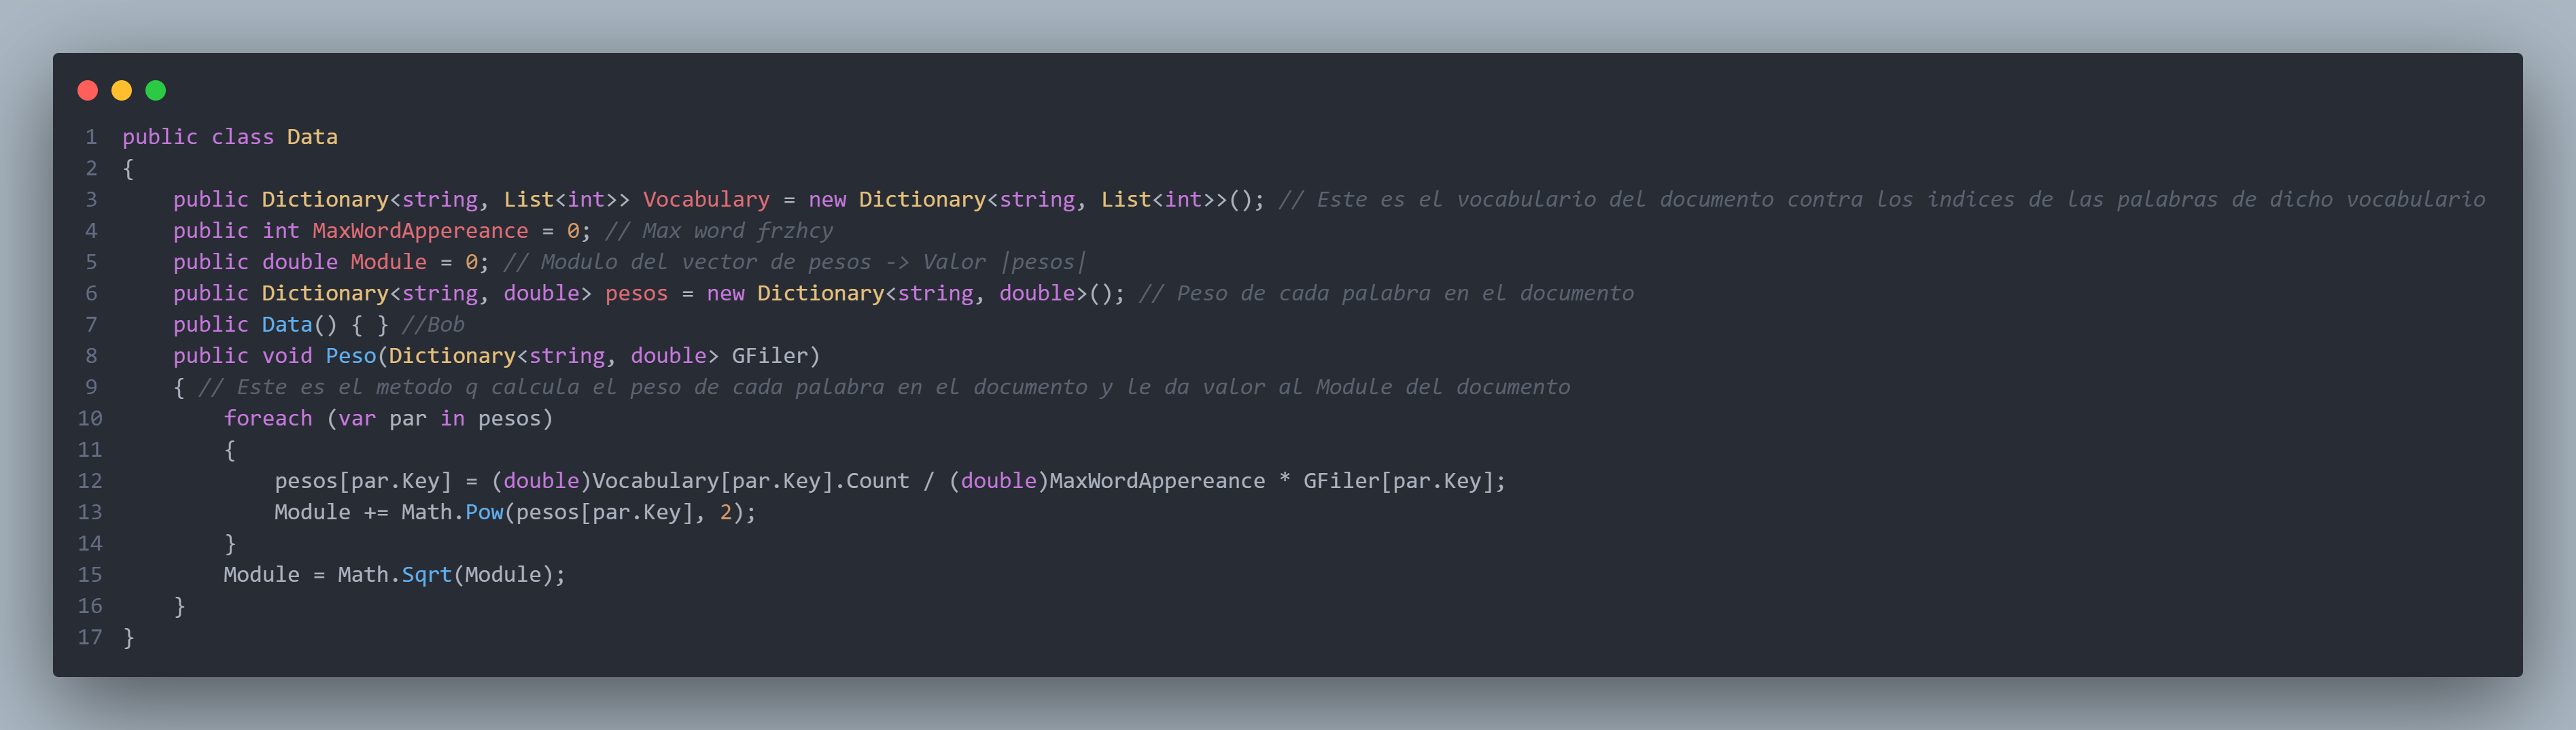 1 public class Data
2 {
3     public Dictionary<string, List<int>> Vocabulary = new Dictionary<string, List<int>>(); // Este es el vocabulario del documento contra los indices de las palabras de dicho vocabulario
4     public int MaxWordAppereance = 0; // Max word frzhcy
5     public double Module = 0; // Modulo del vector de pesos -> Valor |pesos|
6     public Dictionary<string, double> pesos = new Dictionary<string, double>(); // Peso de cada palabra en el documento
7     public Data() { } //Bob
8     public void Peso(Dictionary<string, double> GFiler)
9     { // Este es el metodo q calcula el peso de cada palabra en el documento y le da valor al Module del documento
10         foreach (var par in pesos)
11         {
12             pesos[par.Key] = (double)Vocabulary[par.Key].Count / (double)MaxWordAppereance * GFiler[par.Key];
13             Module += Math.Pow(pesos[par.Key], 2);
14         }
15         Module = Math.Sqrt(Module);
16     }
17 }